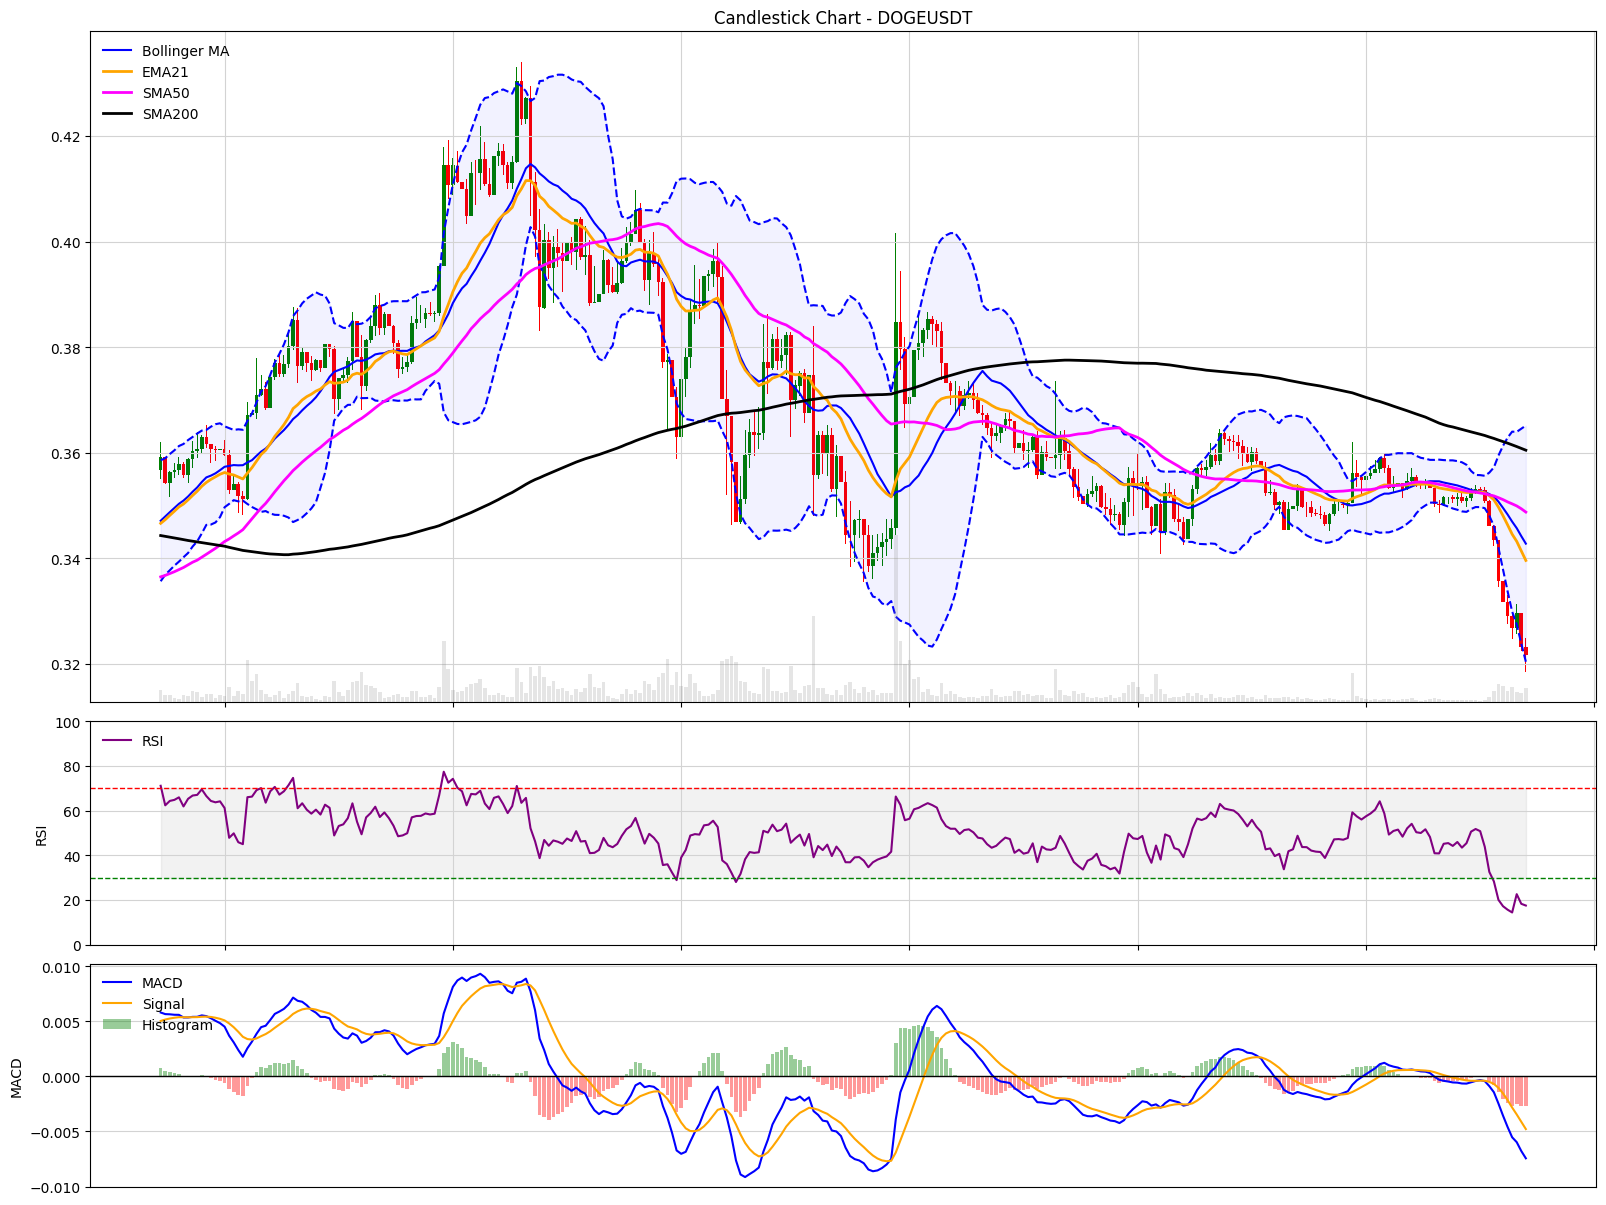 Candlestick Chart - DOGEUSDT
Bollinger MA
EMA21
SMA50
SMA200
0.42
0.40
0.38
0.36
0.34
0.32
100
80
60
40
20
0
RSI
RSI
0.010
0.005
0.000
−0.005
−0.010
MACD
MACD
Signal
Histogram